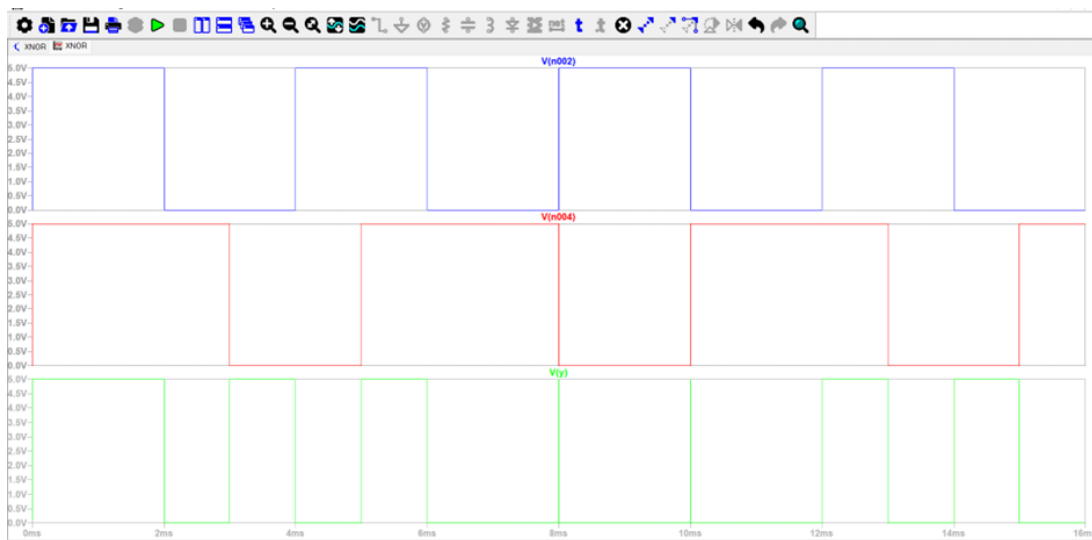 XNOR XNOR
V(n002)
5.0V
4.5V
4.0V
3.5V
3.0V
2.5V
2.0V
1.5V
1.0V
0.5V
0.0V
V(n004)
5.0V
4.5V
4.0V
3.5V
3.0V
2.5V
2.0V
1.5V
1.0V
0.5V
0.0V
V(y)
5.0V
4.5V
4.0V
3.5V
3.0V
2.5V
2.0V
1.5V
1.0V
0.5V
0.0V
0ms 2ms 4ms 6ms 8ms 10ms 12ms 14ms 16ms